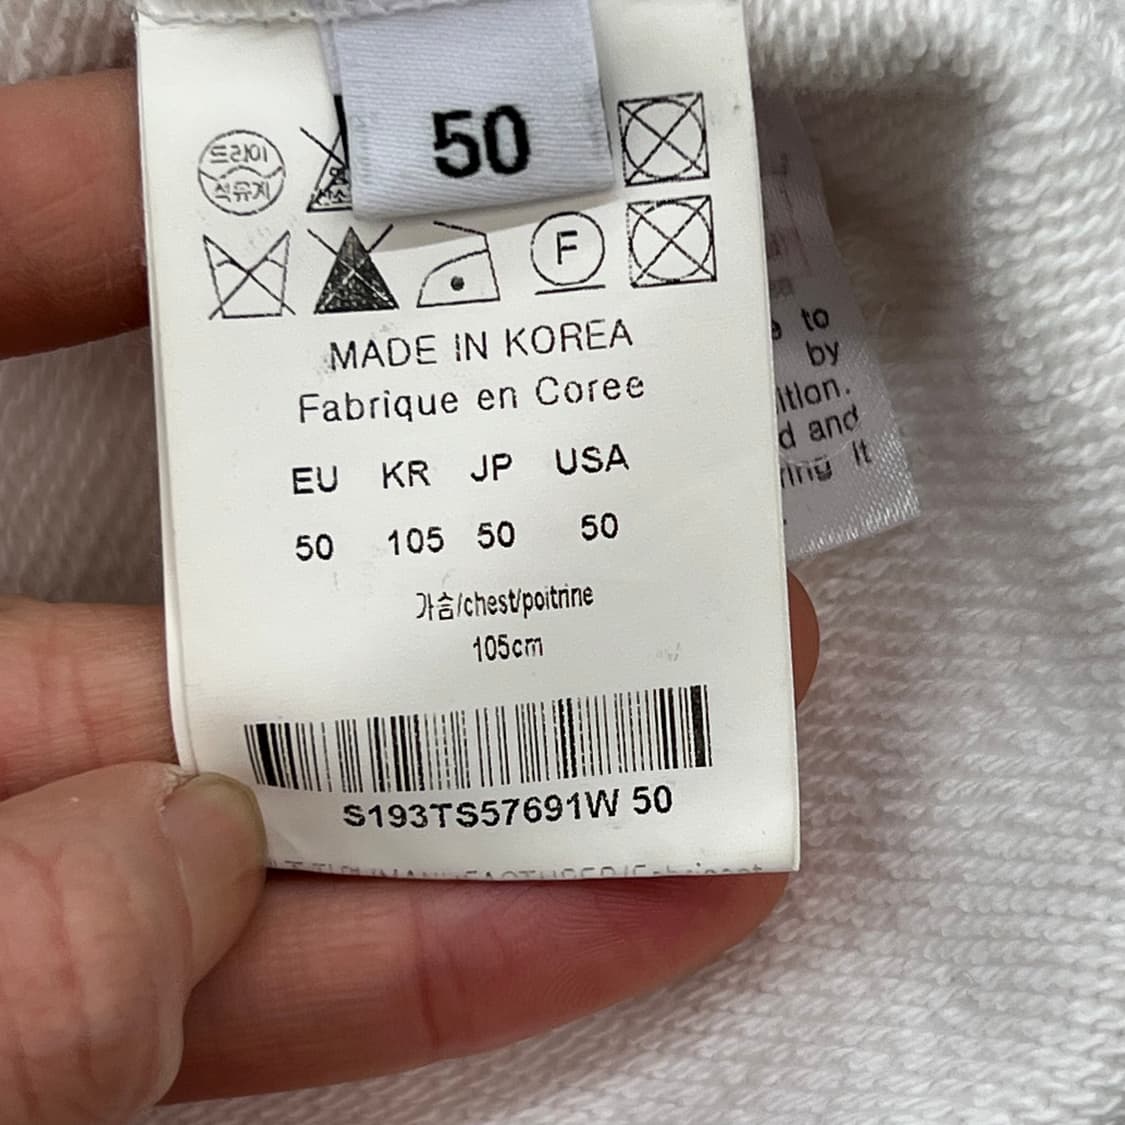 50
드라이
석유계
F
MADE IN KOREA
Fabrique en Coree
EU KR JP USA
50 105 50 50
가슴/chest/poitrine
105cm
S193TS57691W 50
to
by
and
it